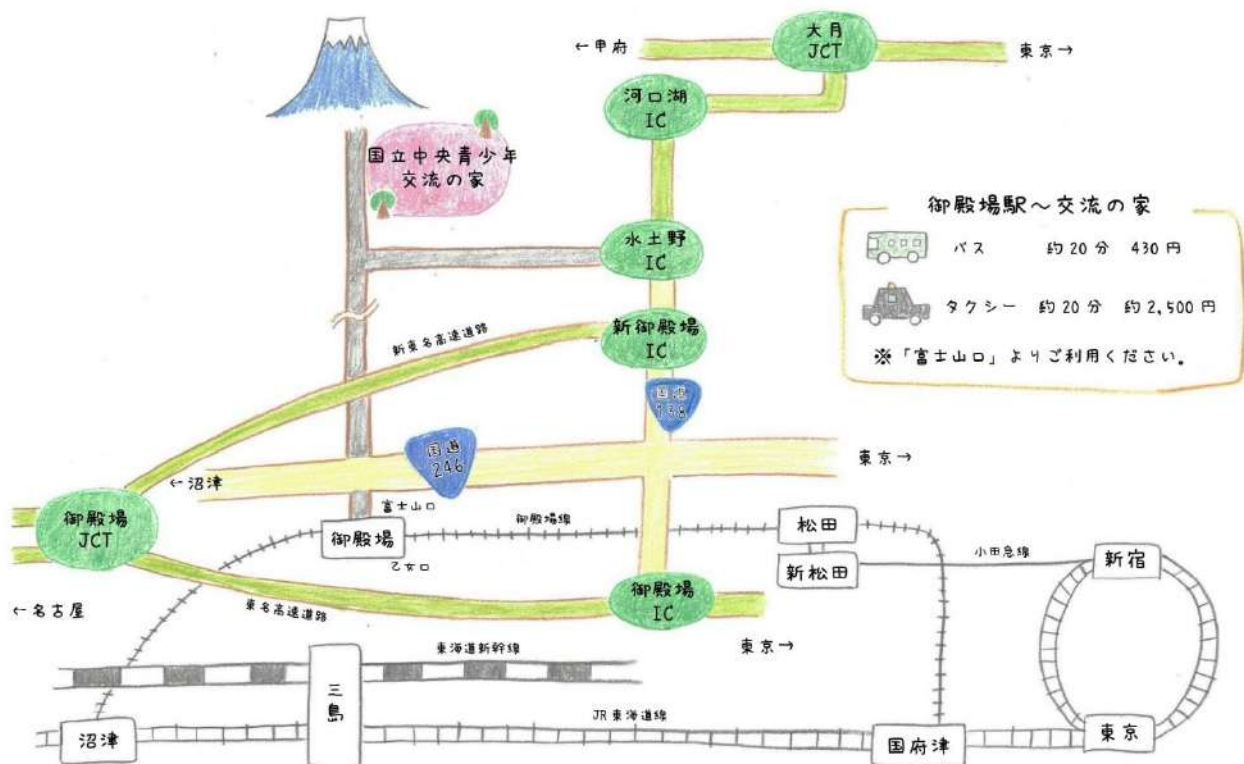 ←甲府
大月
JCT
東京→
河口湖
IC
国立中央青少年
交流の家
水土野
IC
御殿場駅～交流の家
バス 約20分 430円
タクシー 約20分 約2,500円
※「富士山口」よりご利用ください。
新東名高速道路
新御殿場
IC
国道
138
国道
246
←沼津
東京→
御殿場
JCT
富士山口
御殿場
乙女口
御殿場線
松田
新松田
小田急線
新宿
←名古屋
東名高速道路
御殿場
IC
東京→
東海道新幹線
三島
JR東海道線
沼津
国府津
東京